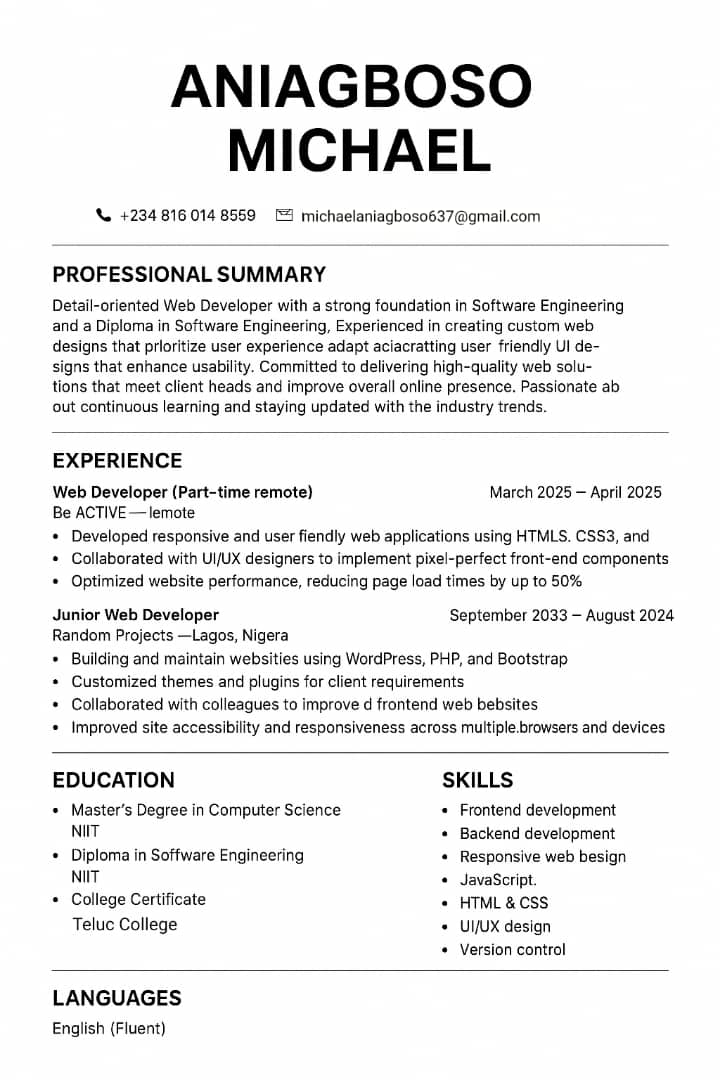 ANIAGBOSO
MICHAEL
+234 816 014 8559 michaelaniagboso637@gmail.com
PROFESSIONAL SUMMARY
Detail-oriented Web Developer with a strong foundation in Software Engineering
and a Diploma in Software Engineering, Experienced in creating custom web
designs that prloritize user experience adapt aciacratting user friendly UI de-
signs that enhance usability. Committed to delivering high-quality web solu-
tions that meet client heads and improve overall online presence. Passionate ab
out continuous learning and staying updated with the industry trends.
EXPERIENCE
Web Developer (Part-time remote) March 2025 – April 2025
Be ACTIVE — lemote
• Developed responsive and user fiendly web applications using HTMLS. CSS3, and
• Collaborated with UI/UX designers to implement pixel-perfect front-end components
• Optimized website performance, reducing page load times by up to 50%
Junior Web Developer September 2033 – August 2024
Random Projects —Lagos, Nigera
• Building and maintain websities using WordPress, PHP, and Bootstrap
• Customized themes and plugins for client requirements
• Collaborated with colleagues to improve d frontend web bebsites
• Improved site accessibility and responsiveness across multiple.browsers and devices
EDUCATION
• Master's Degree in Computer Science
NIIT
• Diploma in Soffware Engineering
NIIT
• College Certificate
Teluc College
SKILLS
• Frontend development
• Backend development
• Responsive web besign
• JavaScript.
• HTML & CSS
• UI/UX design
• Version control
LANGUAGES
English (Fluent)